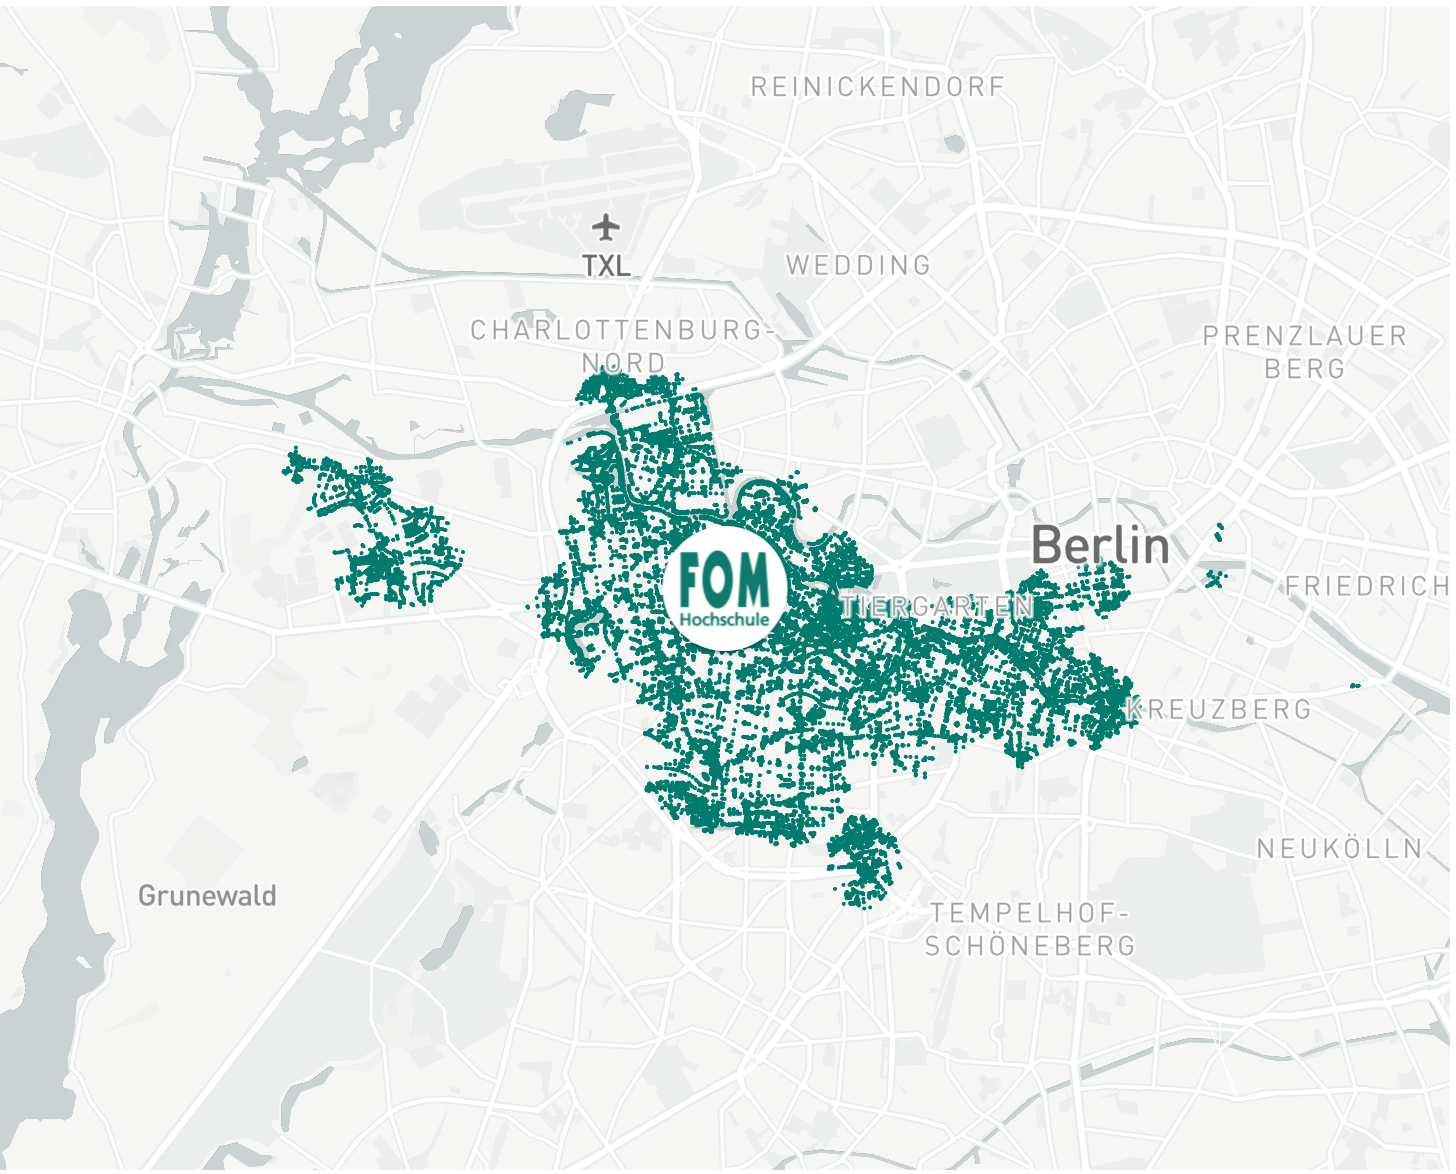 REINICKENDORF
TXL
WEDDING
CHARLOTTENBURG-
NORD
PRENZLAUER
BERG
Berlin
FOM
Hochschule
FRIEDRICH
TIERGARTEN
KREUZBERG
NEUKÖLLN
Grunewald
TEMPELHOF-
SCHÖNEBERG